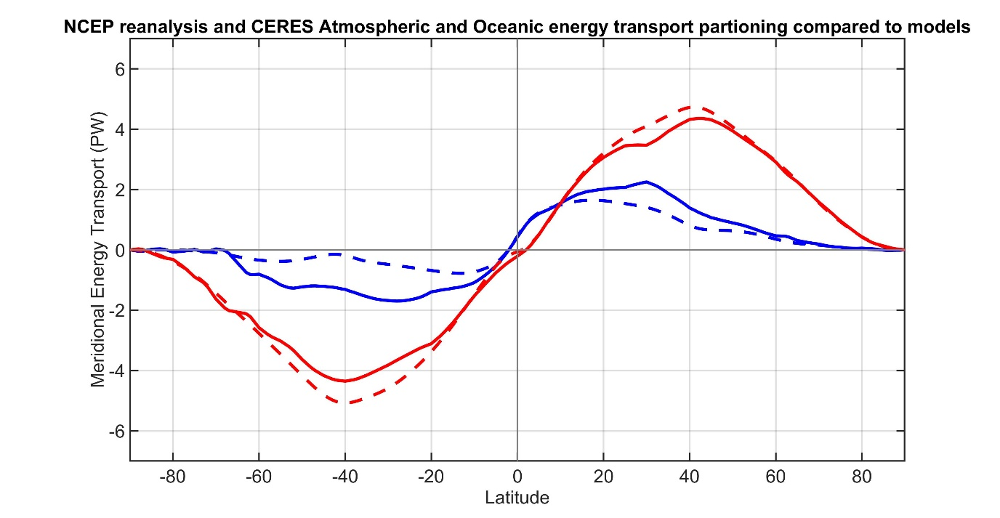 NCEP reanalysis and CERES Atmospheric and Oceanic energy transport partioning compared to models
Meridional Energy Transport (PW)
6
4
2
0
-2
-4
-6
-80 -60 -40 -20 0 20 40 60 80
Latitude